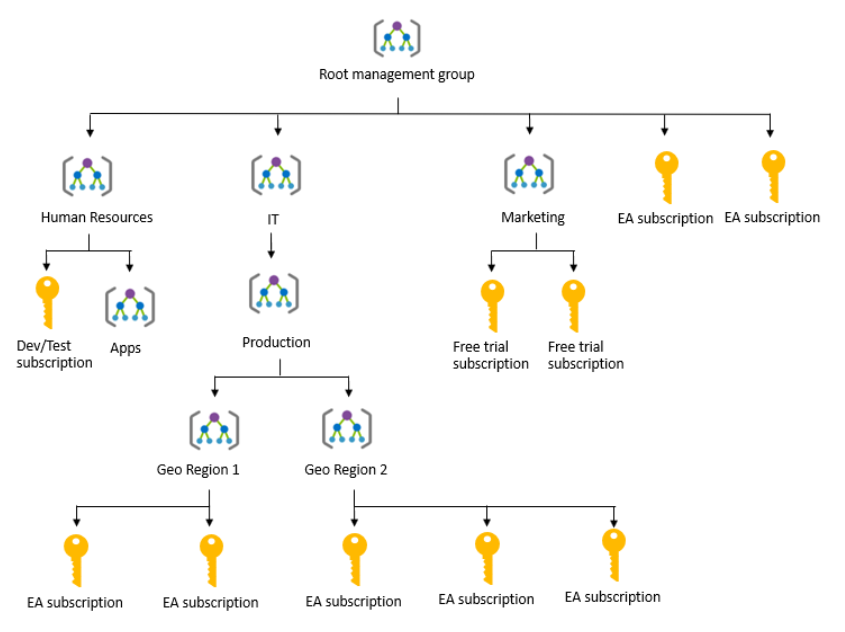 Root management group
Human Resources
IT
Marketing
EA subscription
EA subscription
Dev/Test
subscription
Apps
Production
Free trial
subscription
Free trial
subscription
Geo Region 1
Geo Region 2
EA subscription
EA subscription
EA subscription
EA subscription
EA subscription